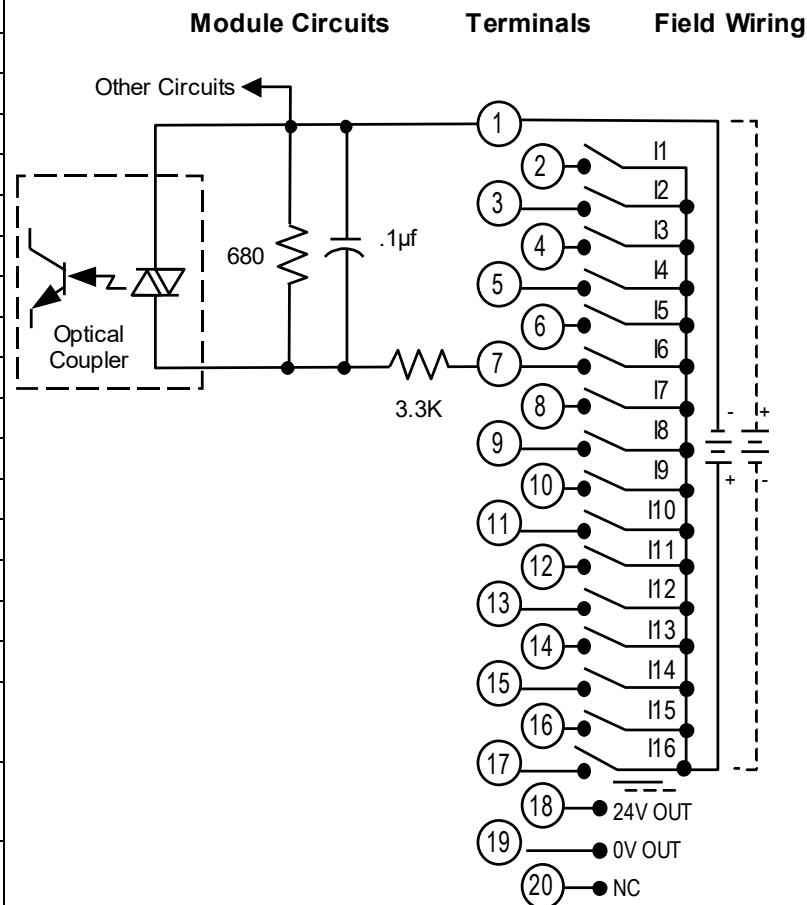 Module Circuits Terminals Field Wiring
Other Circuits
1
2 I1
3 I2
4 I3
5 I4
6 I5
7 I6
8 I7
9 I8
10 I9
11 I10
12 I11
13 I12
14 I13
15 I14
16 I15
17 I16
18 24V OUT
19 0V OUT
20 NC
680
.1µf
Optical
Coupler
3.3K
- +
+ -